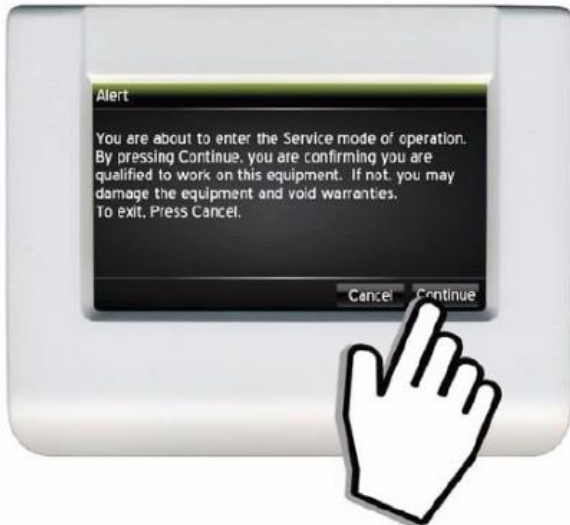 Alert
You are about to enter the Service mode of operation.
By pressing Continue, you are confirming you are
qualified to work on this equipment. If not, you may
damage the equipment and void warranties.
To exit, Press Cancel.
Cancel Continue